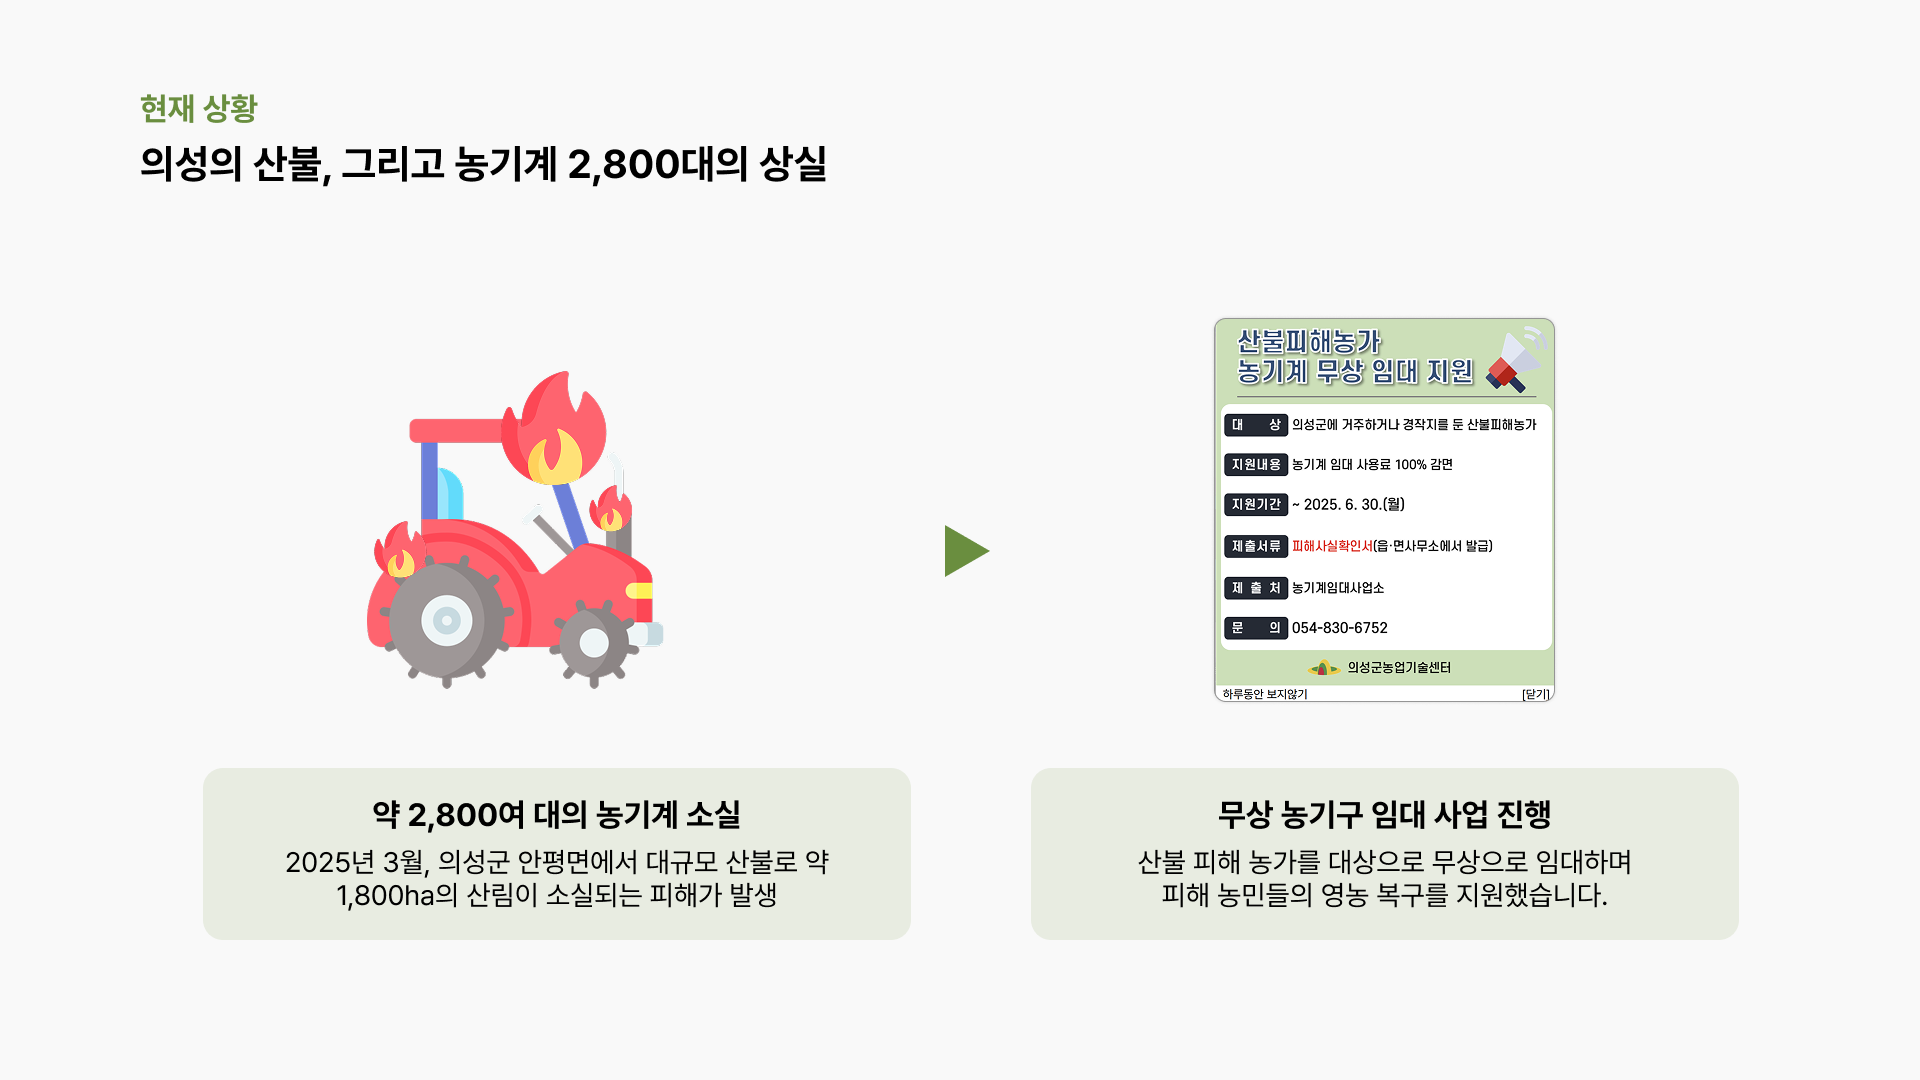 현재 상황
의성의 산불, 그리고 농기계 2,800대의 상실
산불피해농가
농기계 무상 임대 지원
대 상 의성군에 거주하거나 경작지를 둔 산불피해농가
지원내용 농기계 임대 사용료 100% 감면
지원기간 ~ 2025. 6. 30.(월)
제출서류 피해사실확인서(읍·면사무소에서 발급)
제 출 처 농기계임대사업소
문 의 054-830-6752
의성군농업기술센터
하루동안 보지않기 [닫기]
약 2,800여 대의 농기계 소실
2025년 3월, 의성군 안평면에서 대규모 산불로 약
1,800ha의 산림이 소실되는 피해가 발생
무상 농기구 임대 사업 진행
산불 피해 농가를 대상으로 무상으로 임대하며
피해 농민들의 영농 복구를 지원했습니다.